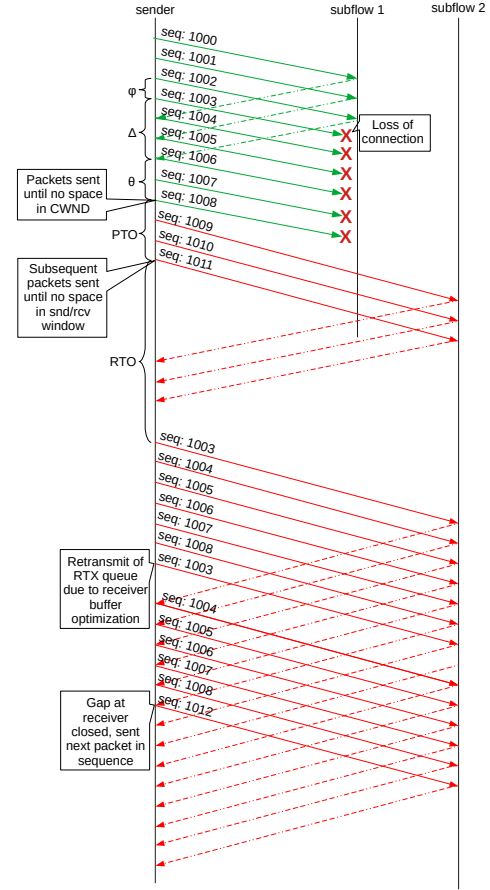 sender
subflow 1
subflow 2
seq: 1000
seq: 1001
seq: 1002
φ
seq: 1003
seq: 1004
Δ
Loss of
connection
seq: 1005
seq: 1006
θ
seq: 1007
Packets sent
until no space
in CWND
seq: 1008
seq: 1009
PTO
seq: 1010
seq: 1011
Subsequent
packets sent
until no space
in snd/rcv
window
RTO
seq: 1003
seq: 1004
seq: 1005
seq: 1006
seq: 1007
seq: 1008
seq: 1003
Retransmit of
RTX queue
due to receiver
buffer
optimization
seq: 1004
seq: 1005
seq: 1006
seq: 1007
seq: 1008
seq: 1012
Gap at
receiver
closed, sent
next packet in
sequence
X
X
X
X
X
X